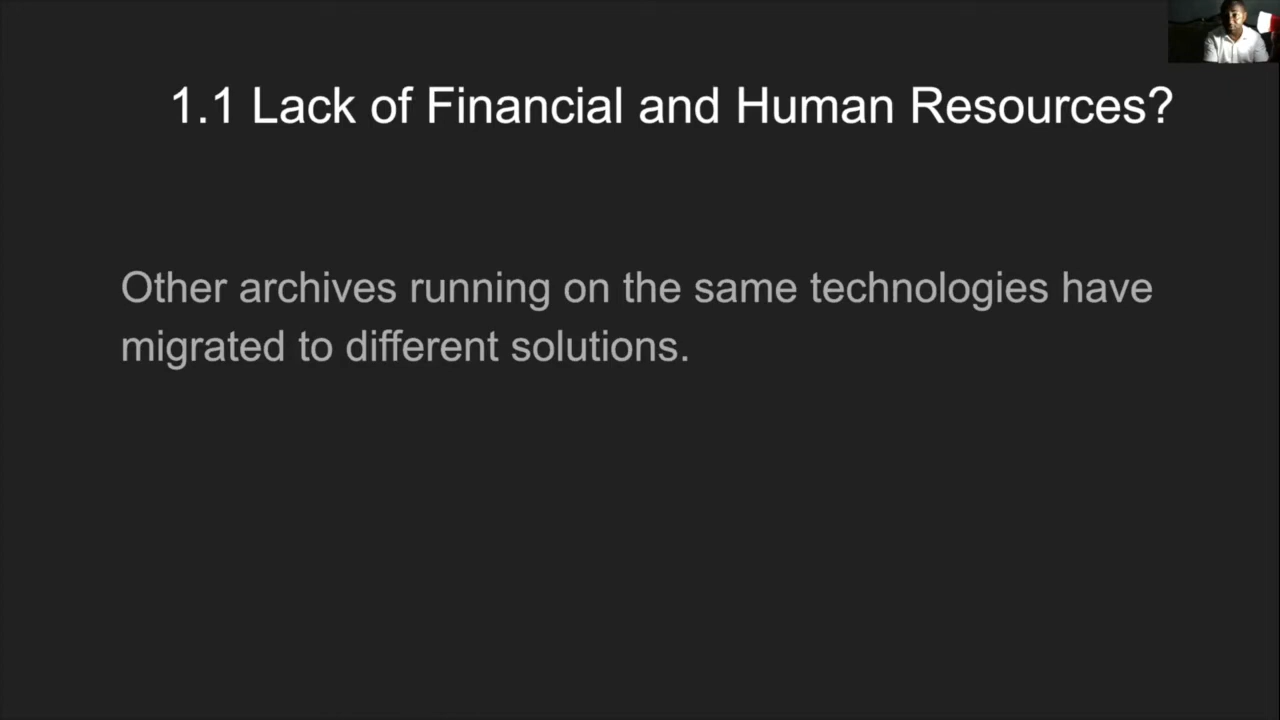 1.1 Lack of Financial and Human Resources?
Other archives running on the same technologies have
migrated to different solutions.